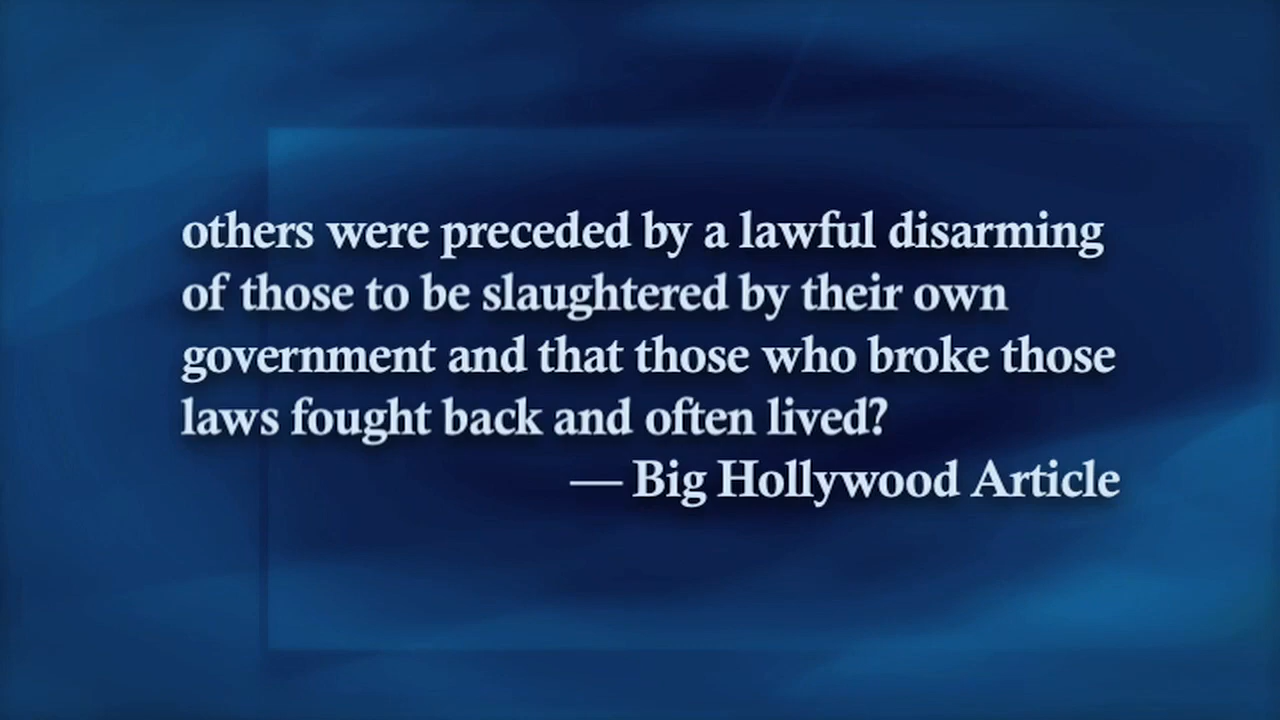 others were preceded by a lawful disarming
of those to be slaughtered by their own
government and that those who broke those
laws fought back and often lived?
— Big Hollywood Article